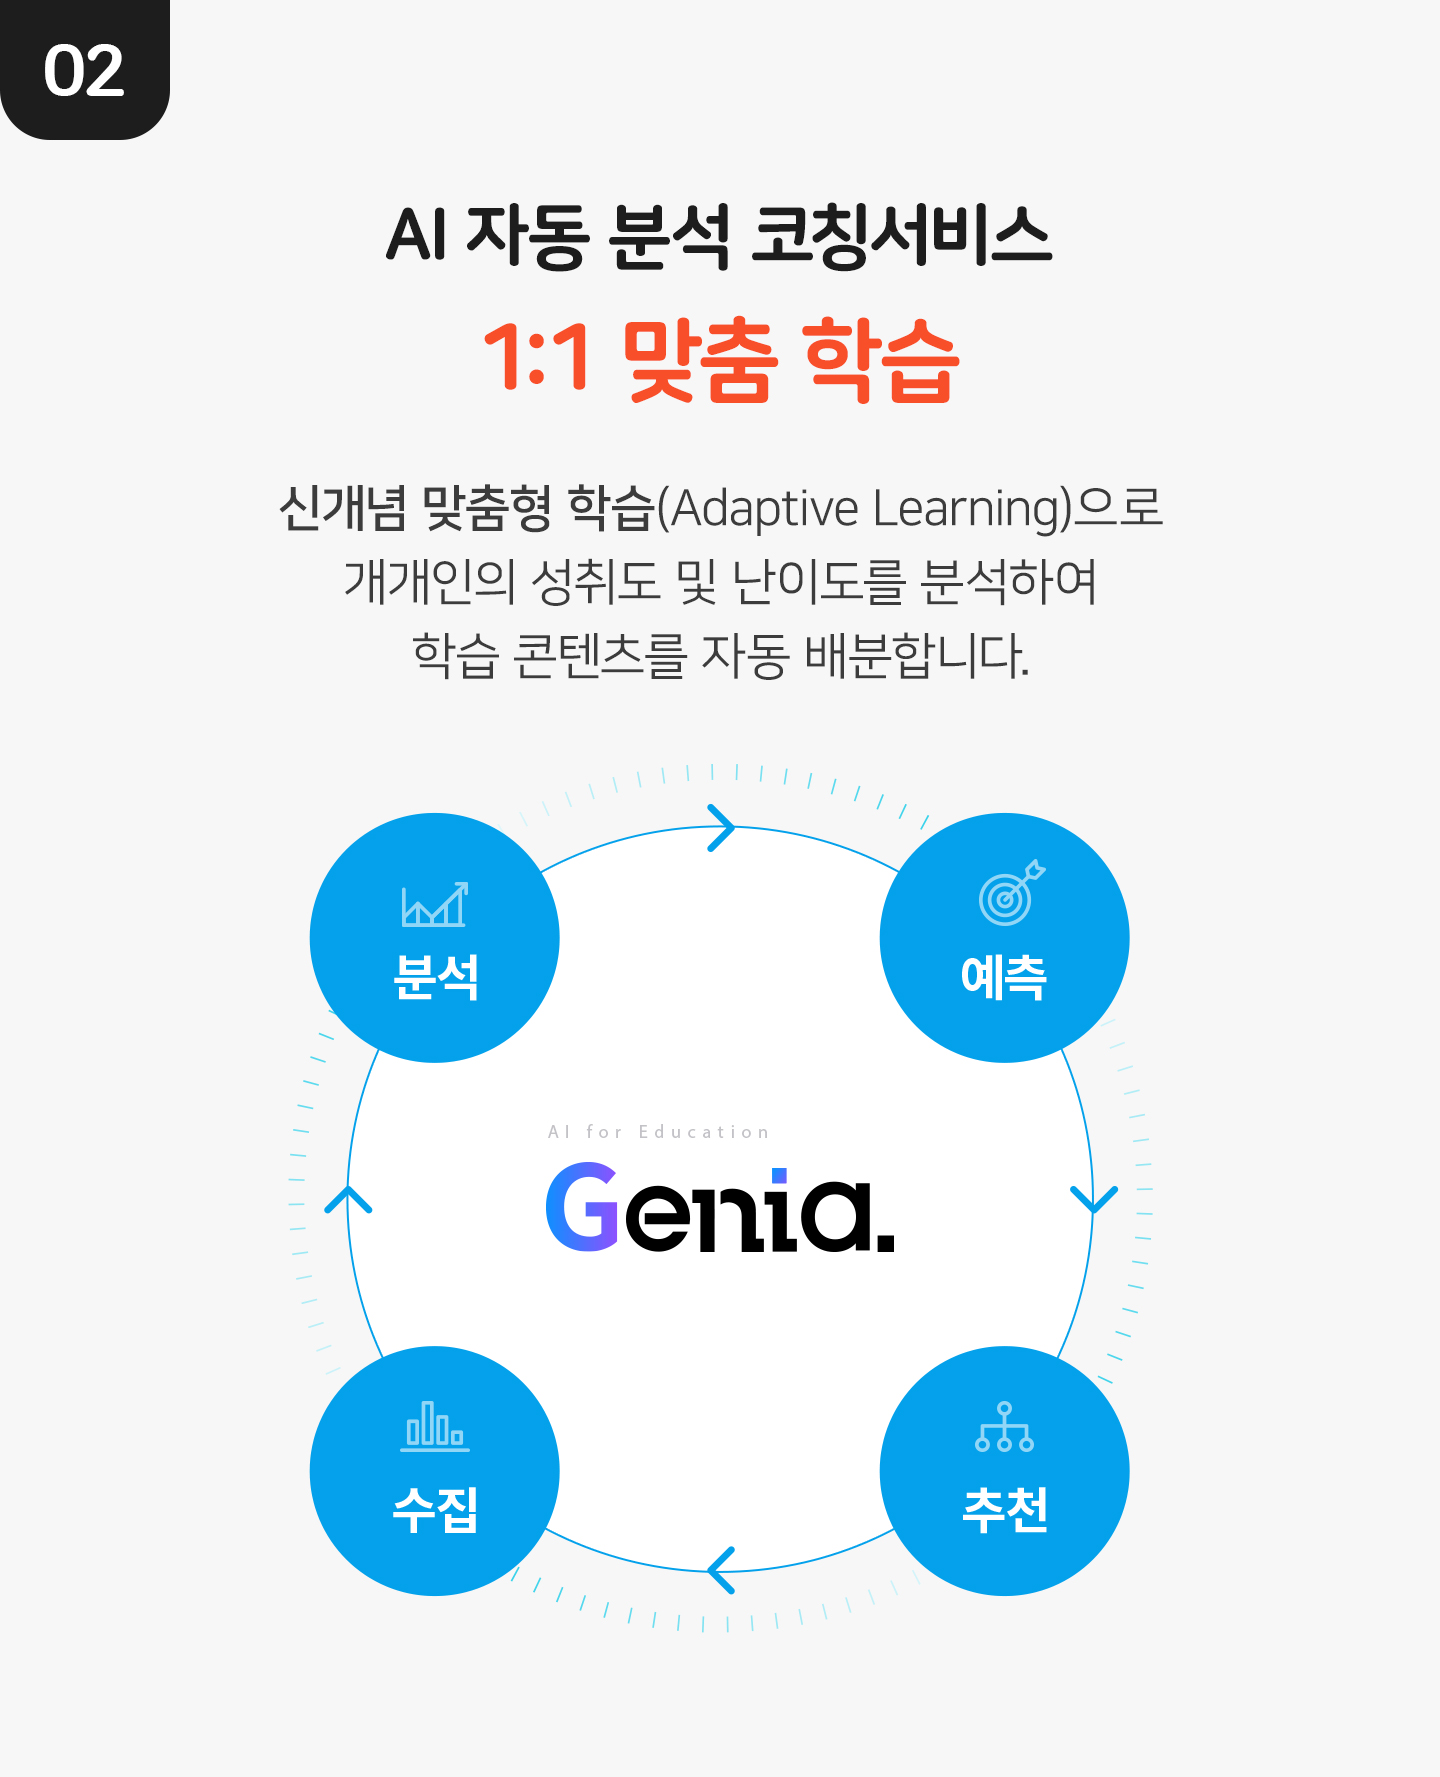 02
AI 자동 분석 코칭서비스
1:1 맞춤 학습
신개념 맞춤형 학습(Adaptive Learning)으로
개개인의 성취도 및 난이도를 분석하여
학습 콘텐츠를 자동 배분합니다.
분석
예측
AI for Education
Genia.
수집
추천